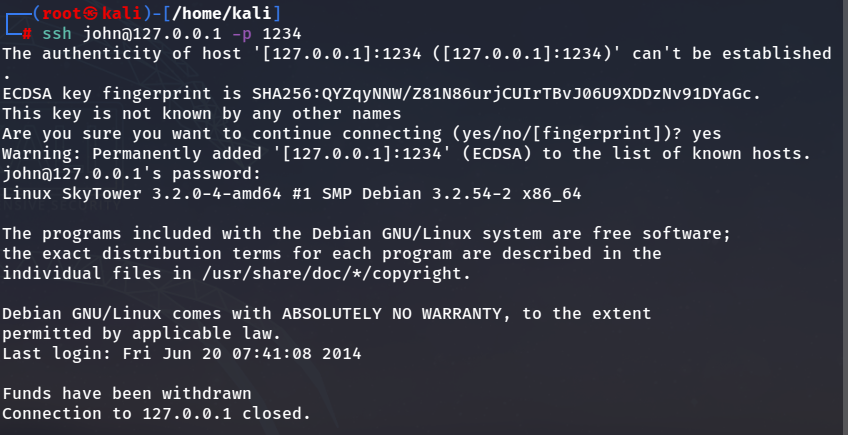 ┌──(root㉿kali)-[/home/kali]
└─# ssh john@127.0.0.1 -p 1234
The authenticity of host '[127.0.0.1]:1234 ([127.0.0.1]:1234)' can't be established
.
ECDSA key fingerprint is SHA256:QYZqyNNW/Z81N86urjCUIrTBvJ06U9XDDzNv91DYaGc.
This key is not known by any other names
Are you sure you want to continue connecting (yes/no/[fingerprint])? yes
Warning: Permanently added '[127.0.0.1]:1234' (ECDSA) to the list of known hosts.
john@127.0.0.1's password:
Linux SkyTower 3.2.0-4-amd64 #1 SMP Debian 3.2.54-2 x86_64

The programs included with the Debian GNU/Linux system are free software;
the exact distribution terms for each program are described in the
individual files in /usr/share/doc/*/copyright.

Debian GNU/Linux comes with ABSOLUTELY NO WARRANTY, to the extent
permitted by applicable law.
Last login: Fri Jun 20 07:41:08 2014

Funds have been withdrawn
Connection to 127.0.0.1 closed.